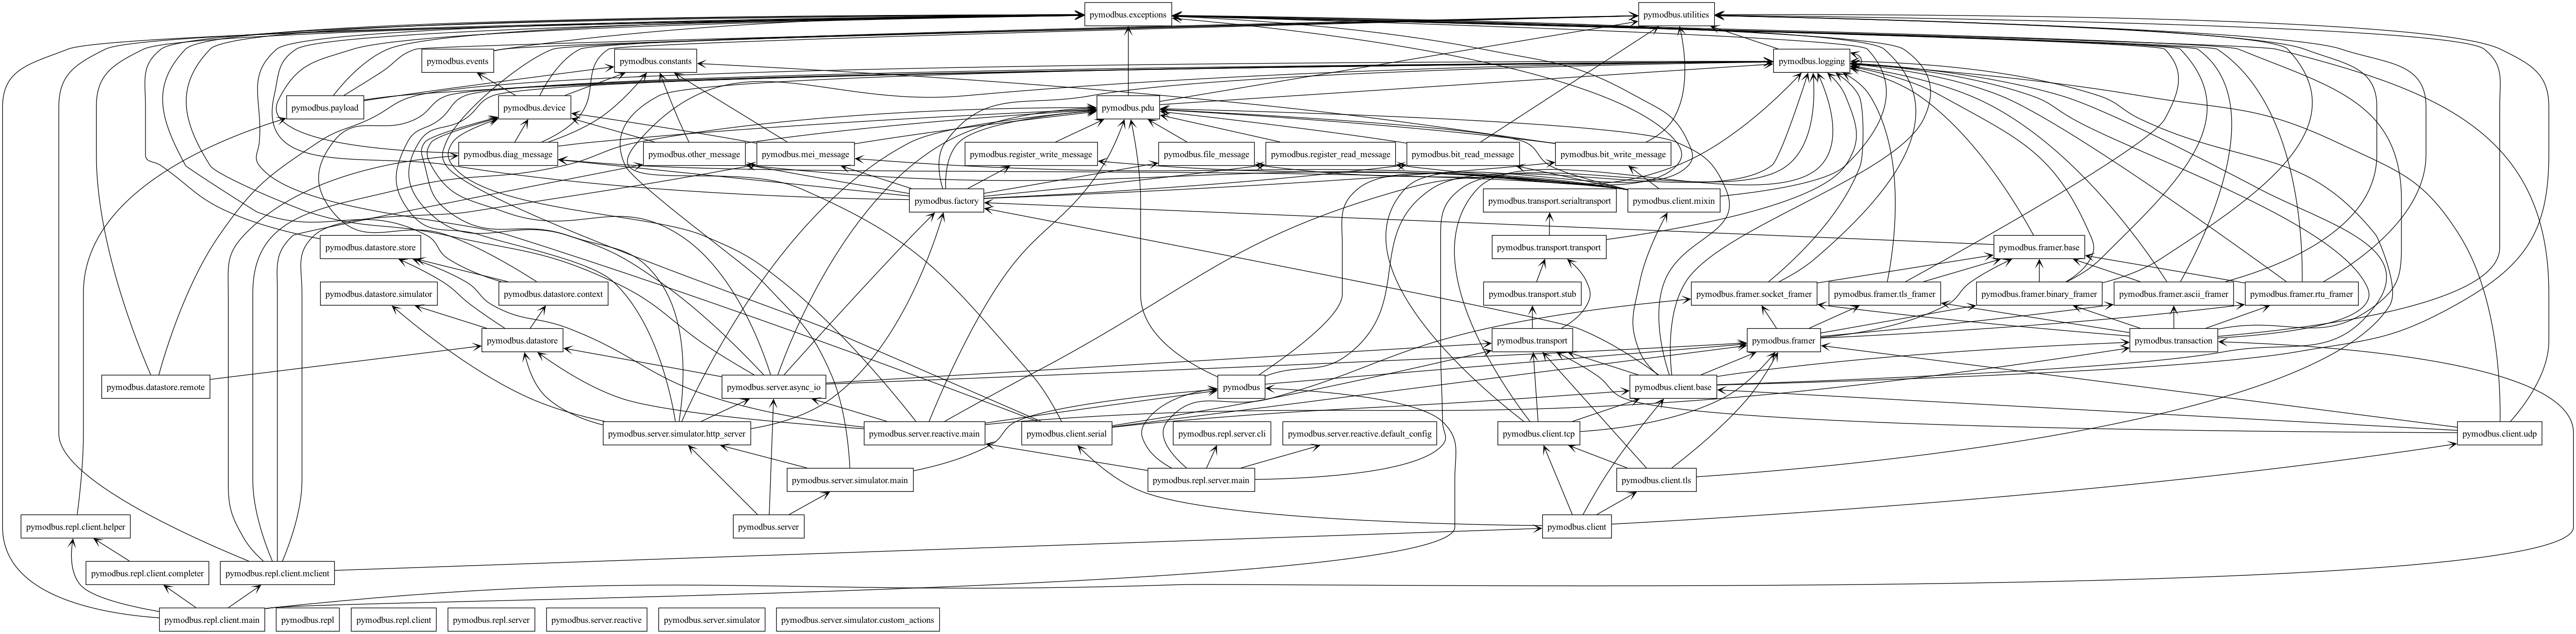 pymodbus.exceptions
pymodbus.utilities
pymodbus.events
pymodbus.constants
pymodbus.logging
pymodbus.payload
pymodbus.device
pymodbus.pdu
pymodbus.diag_message
pymodbus.other_message
pymodbus.mei_message
pymodbus.register_write_message
pymodbus.file_message
pymodbus.register_read_message
pymodbus.bit_read_message
pymodbus.bit_write_message
pymodbus.factory
pymodbus.transport.serialtransport
pymodbus.client.mixin
pymodbus.datastore.store
pymodbus.transport.transport
pymodbus.framer.base
pymodbus.datastore.simulator
pymodbus.datastore.context
pymodbus.transport.stub
pymodbus.framer.socket_framer
pymodbus.framer.tls_framer
pymodbus.framer.binary_framer
pymodbus.framer.ascii_framer
pymodbus.framer.rtu_framer
pymodbus.datastore
pymodbus.transport
pymodbus.framer
pymodbus.transaction
pymodbus.datastore.remote
pymodbus.server.async_io
pymodbus
pymodbus.client.base
pymodbus.server.simulator.http_server
pymodbus.server.reactive.main
pymodbus.client.serial
pymodbus.repl.server.cli
pymodbus.server.reactive.default_config
pymodbus.client.tcp
pymodbus.client.udp
pymodbus.server.simulator.main
pymodbus.repl.server.main
pymodbus.client.tls
pymodbus.repl.client.helper
pymodbus.server
pymodbus.client
pymodbus.repl.client.completer
pymodbus.repl.client.mclient
pymodbus.repl.client.main
pymodbus.repl
pymodbus.repl.client
pymodbus.repl.server
pymodbus.server.reactive
pymodbus.server.simulator
pymodbus.server.simulator.custom_actions